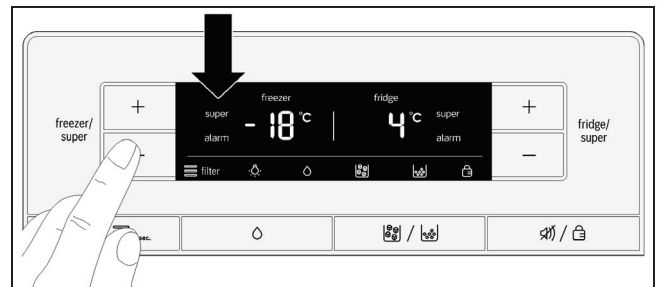 freezer/
super
+
-
freezer
super
alarm
-18 °C
fridge
4 °C
super
alarm
filter
+
−
fridge/
super
sec.
/
/